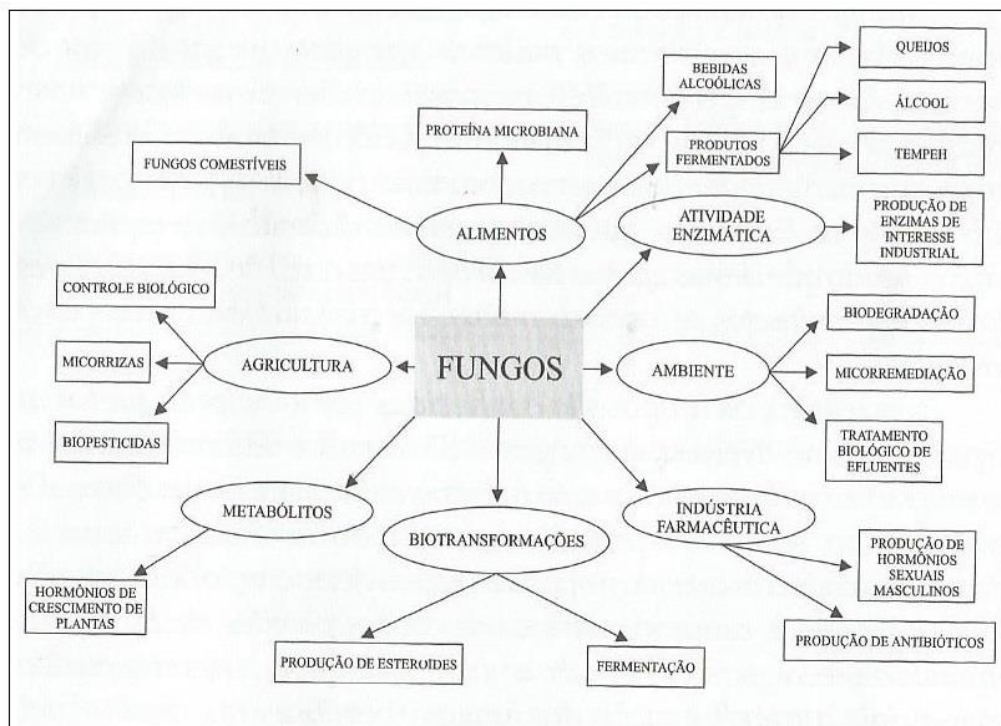 QUEIJOS
BEBIDAS
ALCOÓLICAS
ÁLCOOL
PROTEÍNA MICROBIANA
PRODUTOS
FERMENTADOS
TEMPEH
FUNGOS COMESTÍVEIS
ALIMENTOS
ATIVIDADE
ENZIMÁTICA
PRODUÇÃO DE
ENZIMAS DE
INTERESSE
INDUSTRIAL
CONTROLE BIOLÓGICO
BIODEGRADAÇÃO
MICORRIZAS
AGRICULTURA
FUNGOS
AMBIENTE
MICORREMEDIAÇÃO
BIOPESTICIDAS
TRATAMENTO
BIOLÓGICO DE
EFLUENTES
METABÓLITOS
BIOTRANSFORMAÇÕES
INDÚSTRIA
FARMACÊUTICA
PRODUÇÃO DE
HORMÔNIOS
SEXUAIS
MASCULINOS
HORMÔNIOS DE
CRESCIMENTO DE
PLANTAS
PRODUÇÃO DE ANTIBIÓTICOS
PRODUÇÃO DE ESTEROÍDES
FERMENTAÇÃO